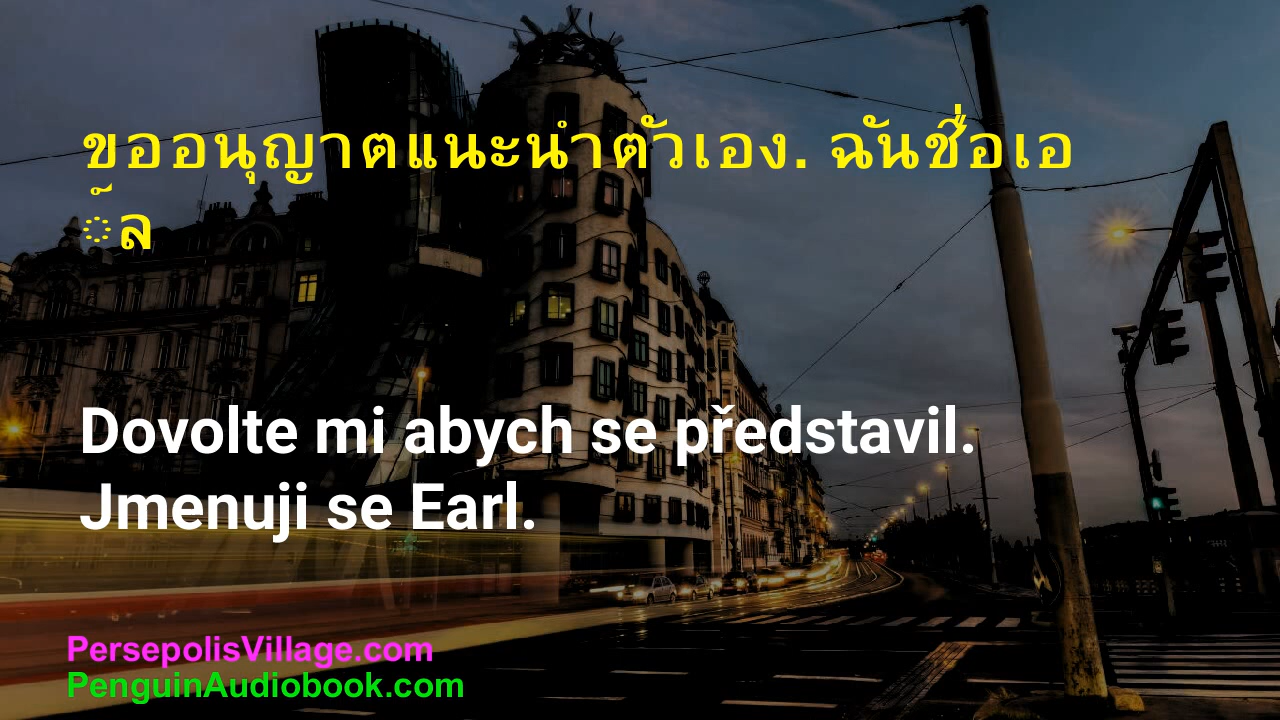 ขออนุญาตแนะนำตัวเอง. ฉันชื่อเอ
์ล
Dovolte mi abych se představil.
Jmenuji se Earl.
PersepolisVillage.com
PenguinAudiobook.com